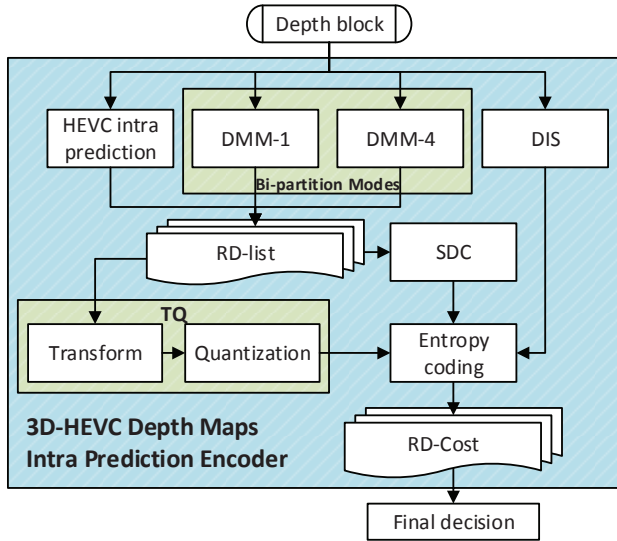 Depth block
HEVC intra
prediction
DMM-1
DMM-4
DIS
Bi-partition Modes
RD-list
SDC
TQ
Transform
Quantization
Entropy
coding
3D-HEVC Depth Maps
Intra Prediction Encoder
RD-Cost
Final decision